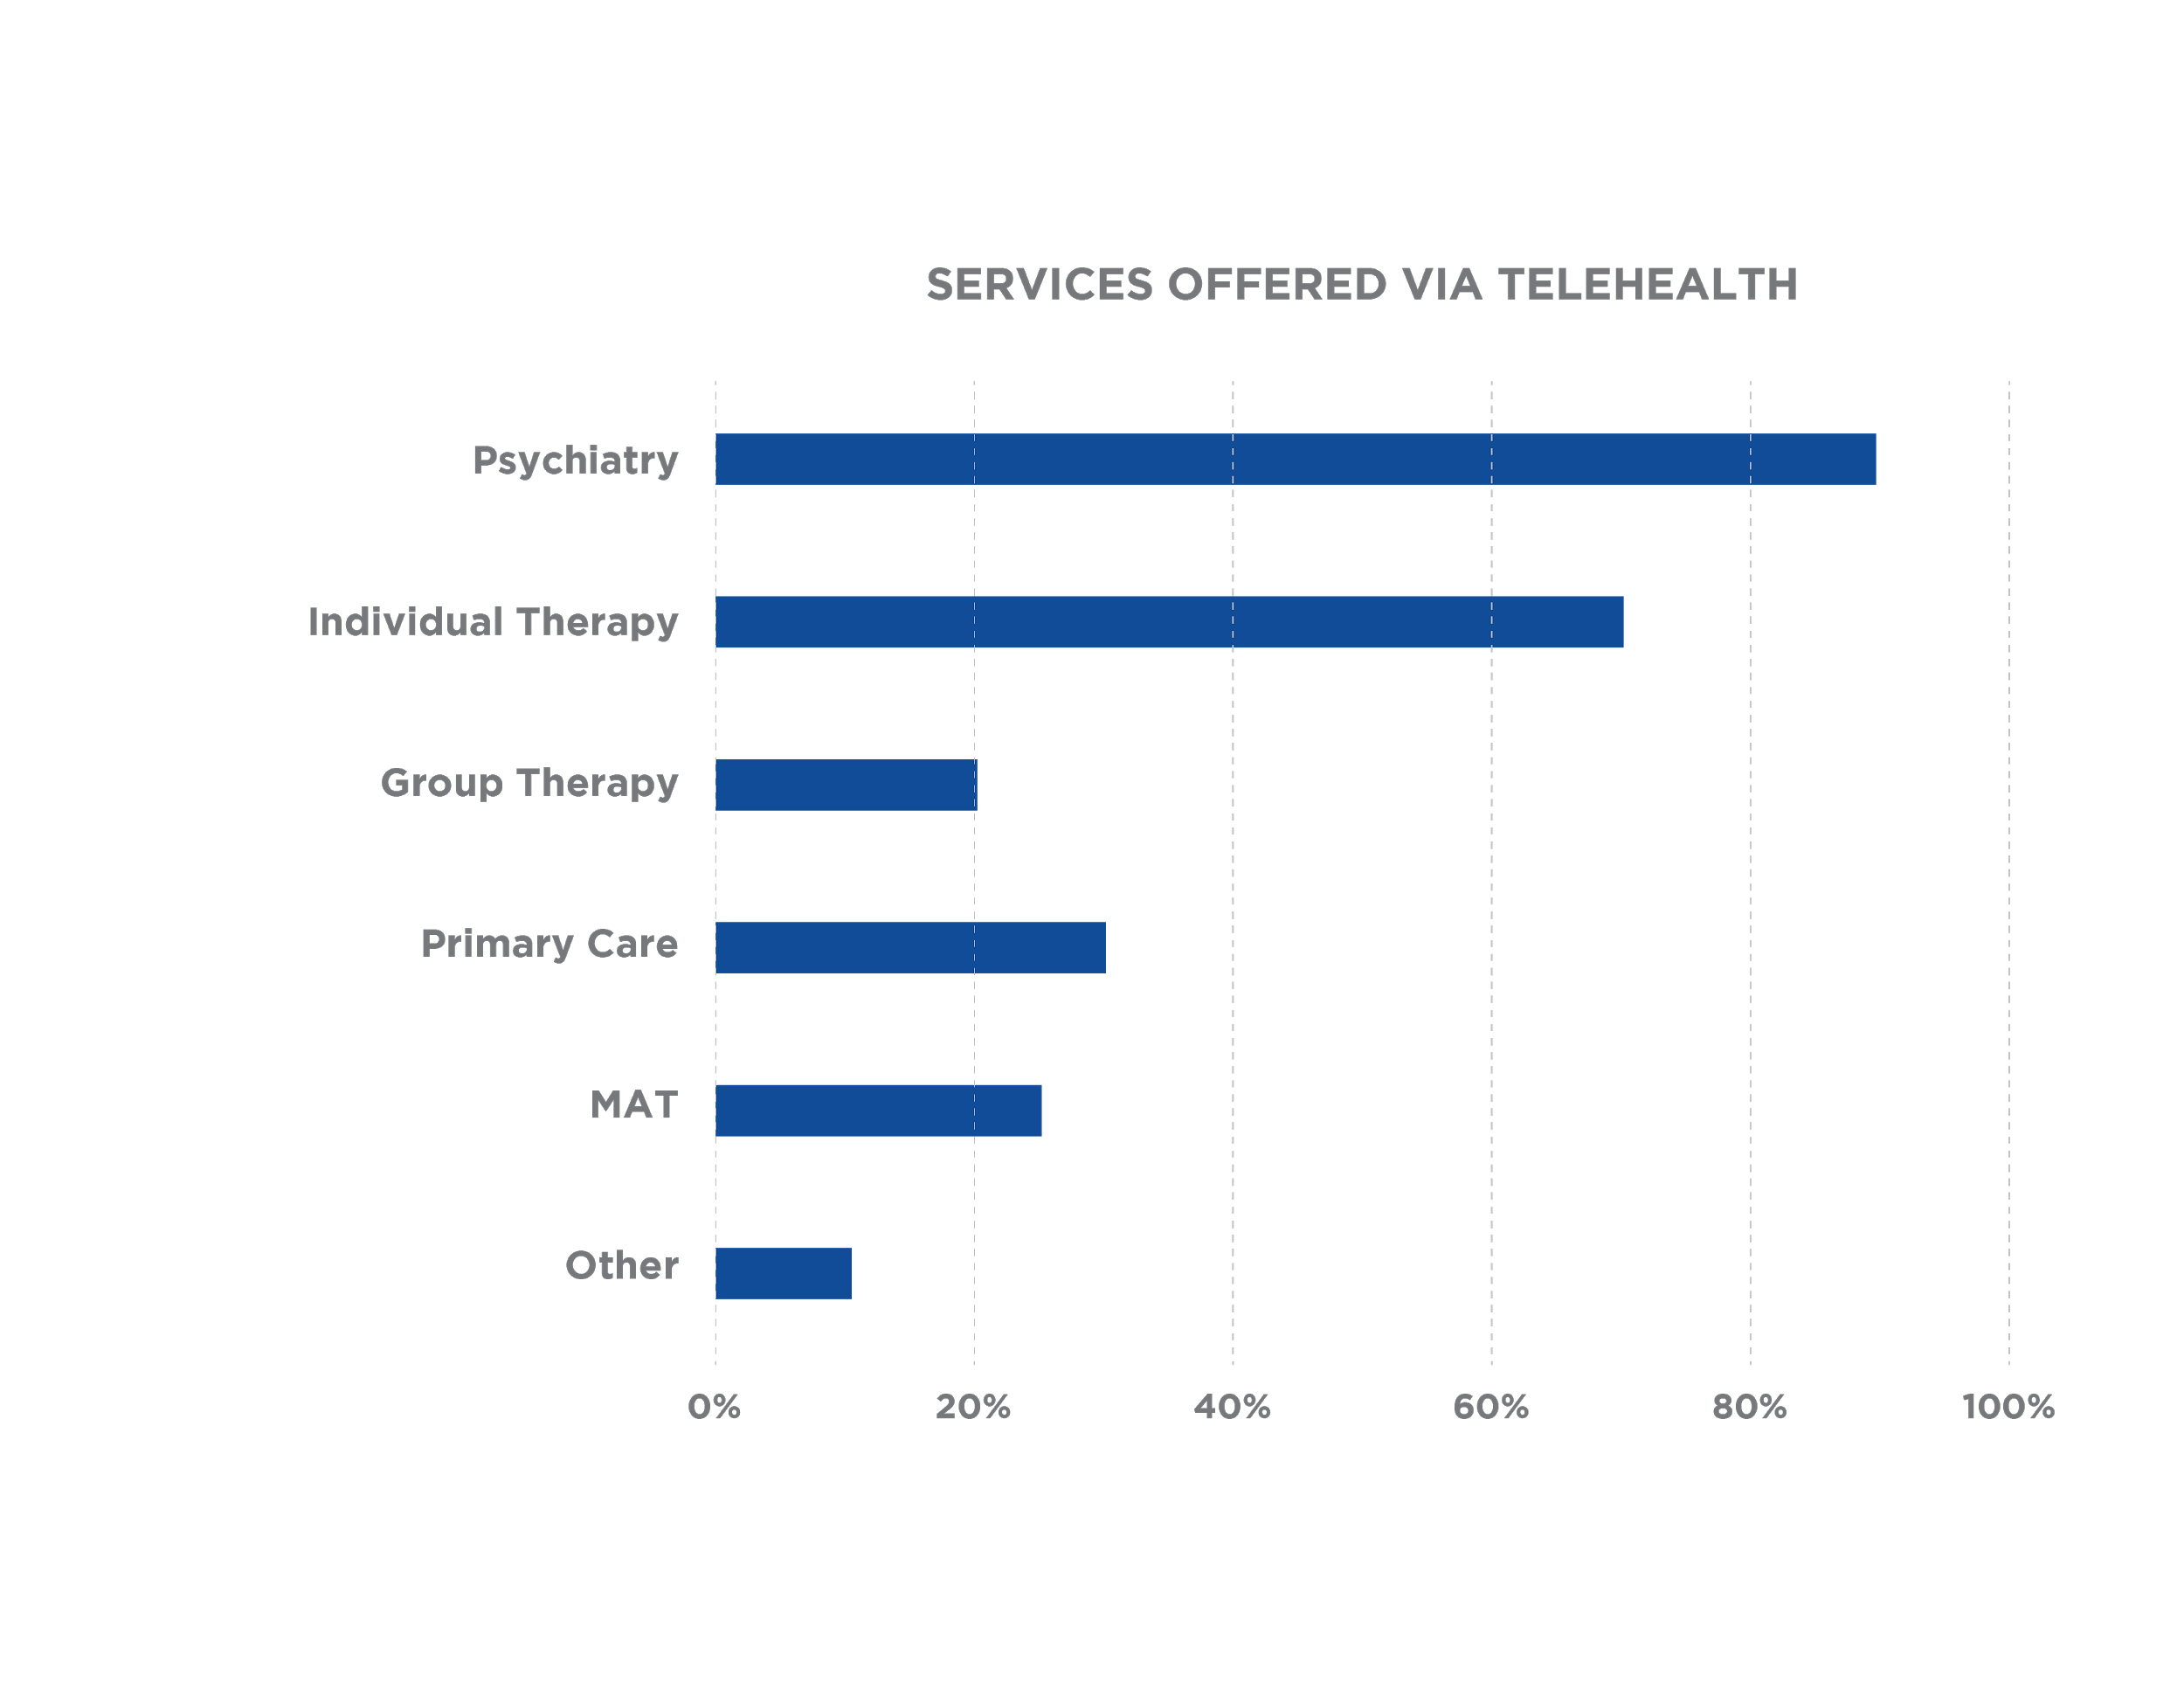 SERVICES OFFERED VIA TELEHEALTH
Psychiatry
Individual Therapy
Group Therapy
Primary Care
MAT
Other
0% 20% 40% 60% 80% 100%